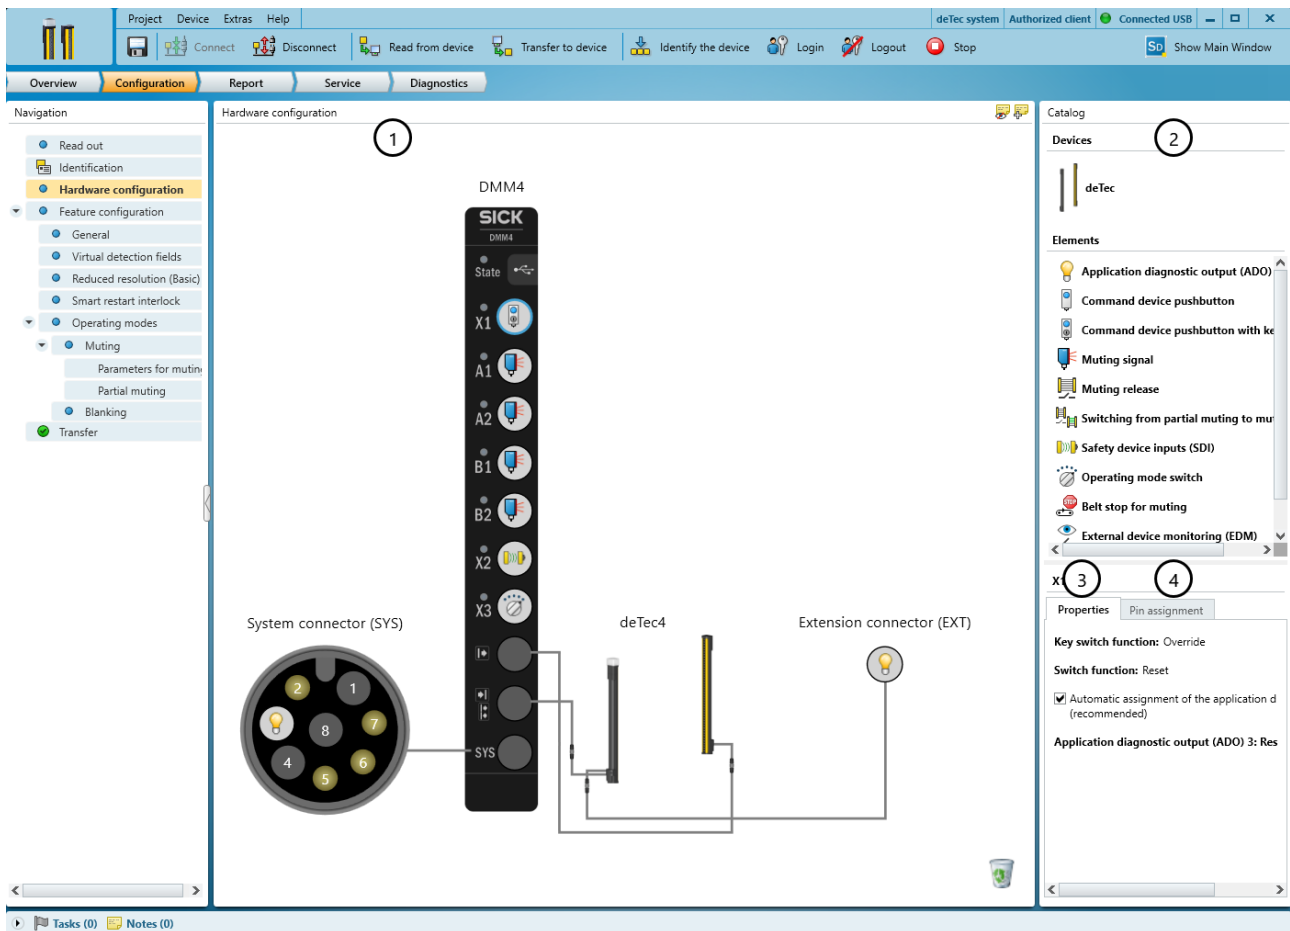 Project Device Extras Help
deTec system Authorized client Connected USB
Connect Disconnect Read from device Transfer to device Identify the device Login Logout Stop SD Show Main Window
Overview Configuration Report Service Diagnostics
Navigation
Read out
Identification
Hardware configuration
Feature configuration
General
Virtual detection fields
Reduced resolution (Basic)
Smart restart interlock
Operating modes
Muting
Parameters for
Partial muting
Blanking
Transfer
Hardware configuration
1
DMM4
SICK
DMM4
State
X1
A1
A2
B1
B2
X2
X3
SYS
System connector (SYS)
2
1
8
7
4
6
5
deTec4
Extension connector (EXT)
Catalog
2
Devices
deTec
Elements
Application diagnostic output (ADO)
Command device pushbutton
Command device pushbutton with ke
Muting signal
Muting release
STOP
Switching from partial muting to mu
Safety device inputs (SDI)
Operating mode switch
Belt stop for muting
External device monitoring (EDM)
3
4
Properties Pin assignment
Key switch function: Override
Switch function: Reset
Automatic assignment of the application d
(recommended)
Application diagnostic output (ADO) 3: Res
Tasks (0) Notes (0)